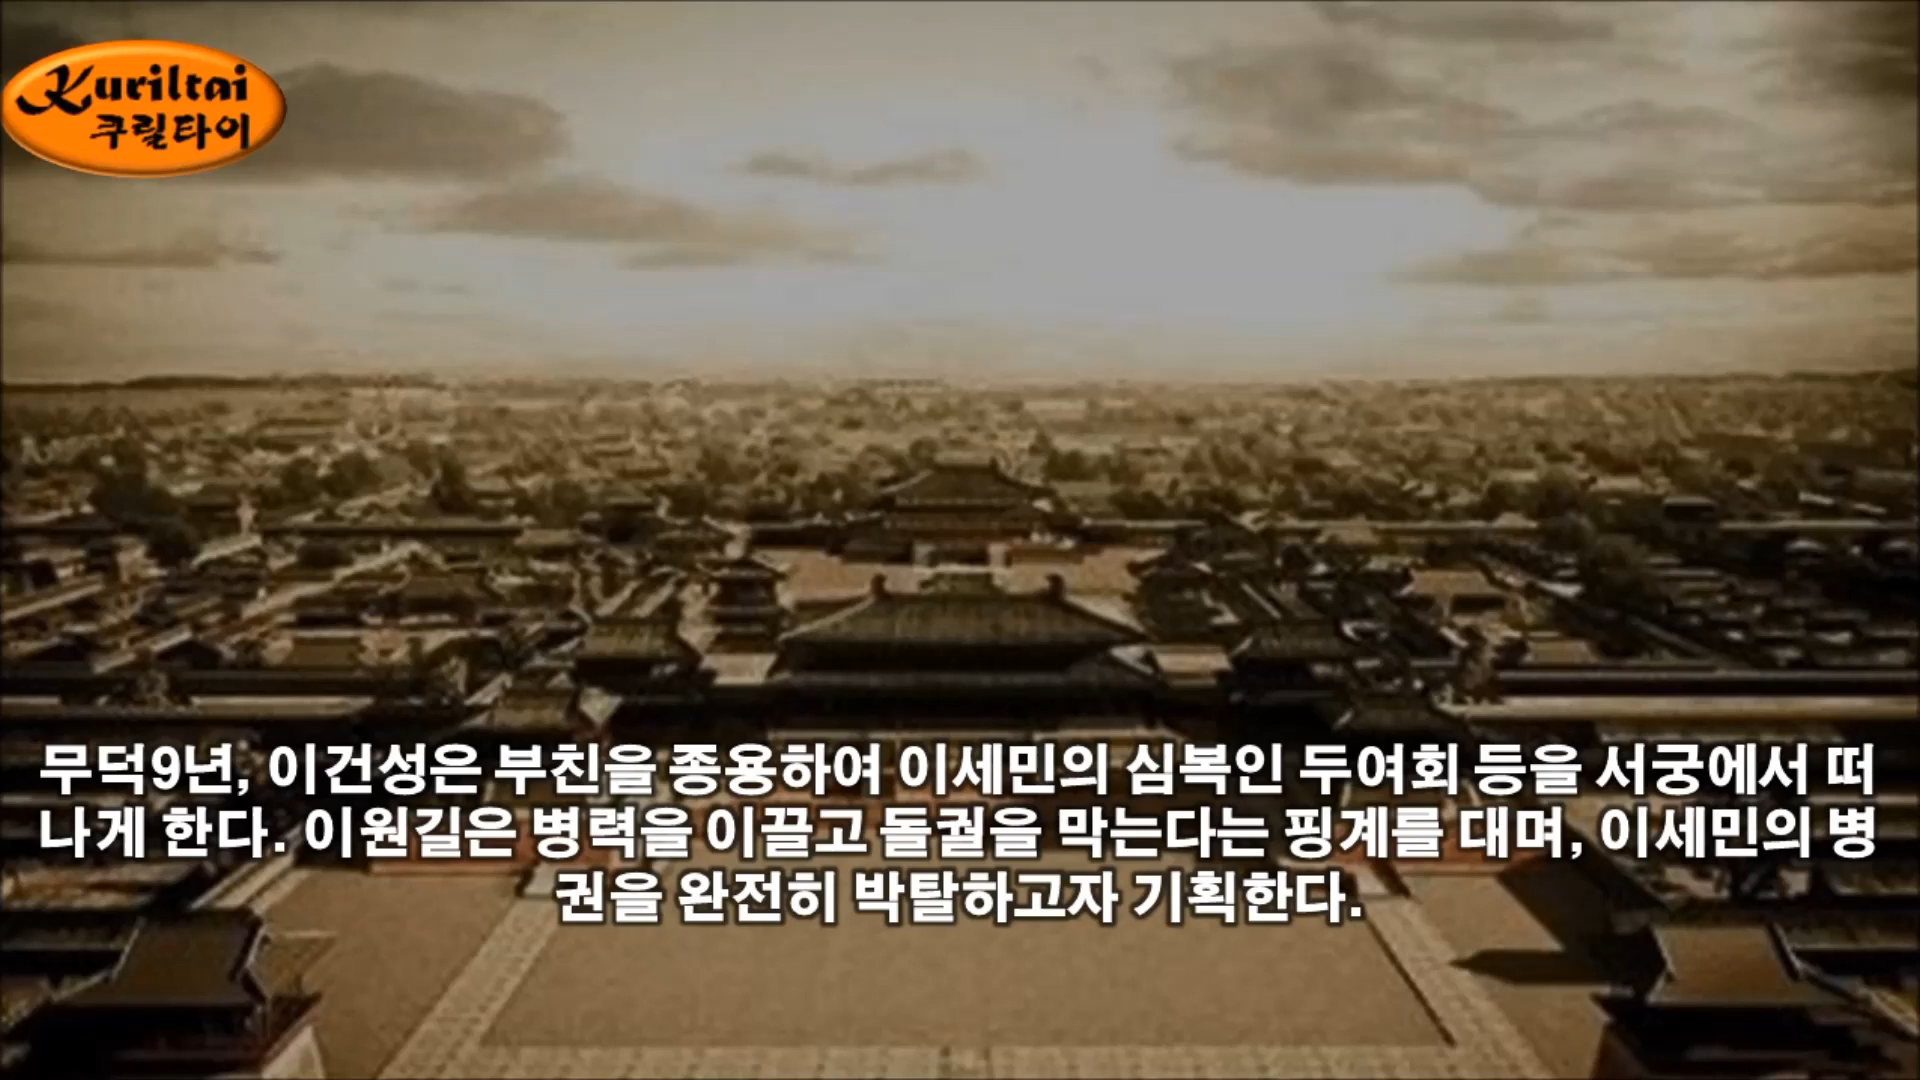 Kuriltai
쿠릴타이
무덕9년, 이건성은 부친을 종용하여 이세민의 심복인 두여회 등을 서궁에서 떠
나게 한다. 이원길은 병력을 이끌고 돌궐을 막는다는 핑계를 대며, 이세민의 병
권을 완전히 박탈하고자 기획한다.